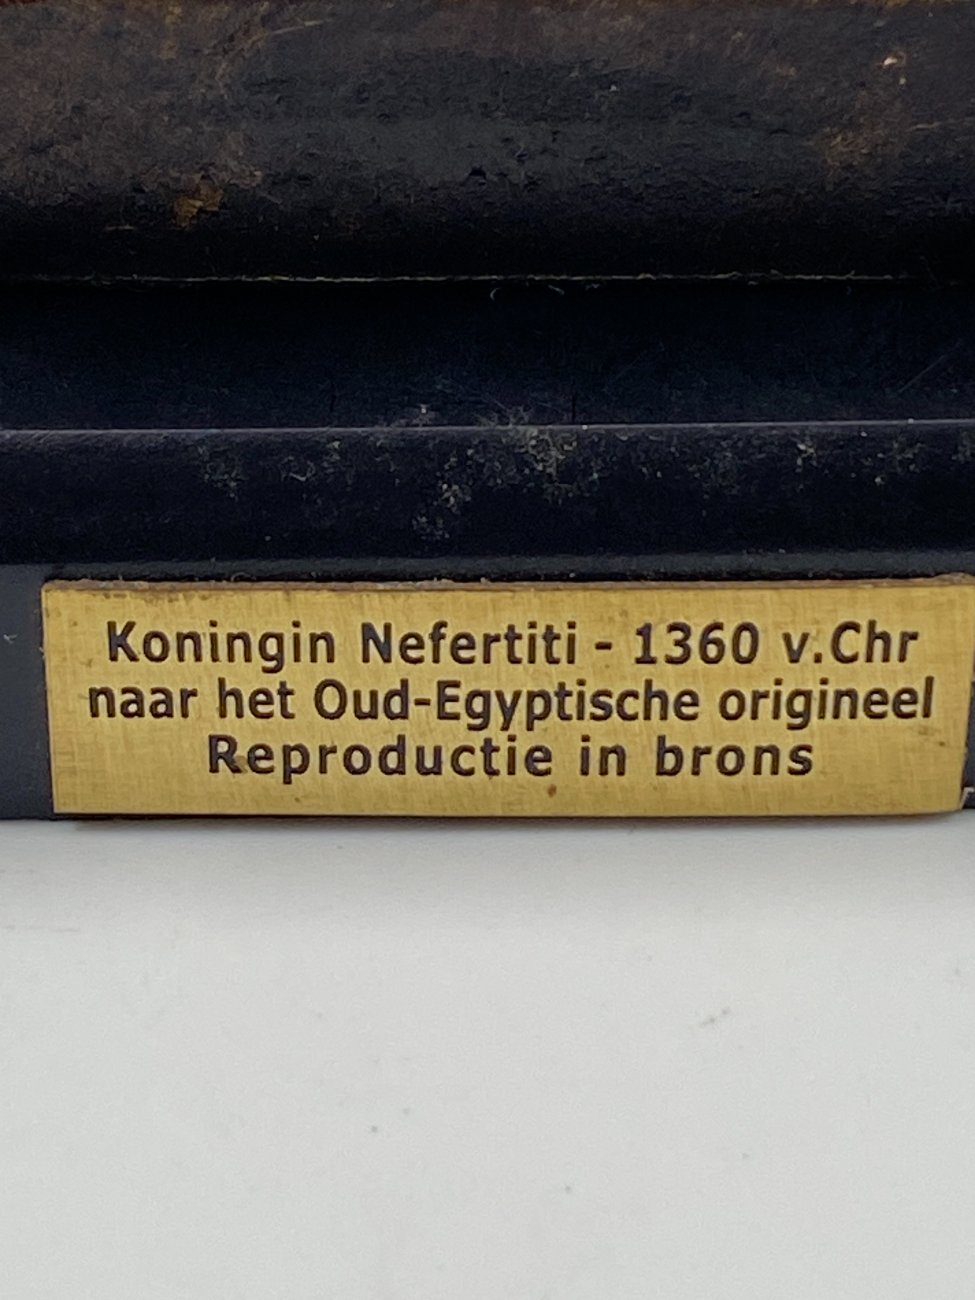 Koningin Nefertiti - 1360 v.Chr
naar het Oud-Egyptische origineel
Reproductie in brons